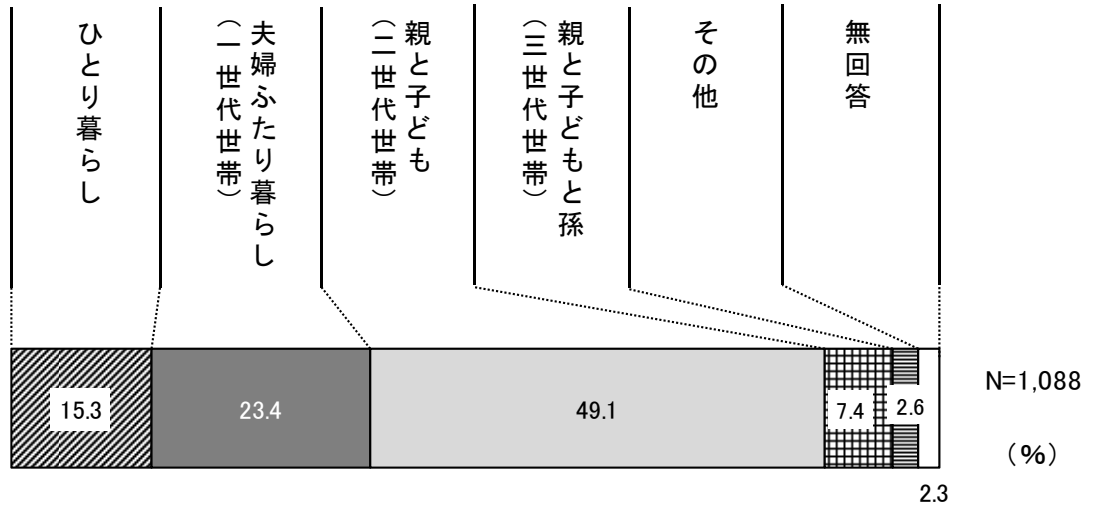 ひとり暮らし
夫婦ふたり暮らし
（一世代世帯）
親と子ども
（二世代世帯）
親と子どもと孫
（三世代世帯）
その他
無回答
15.3
23.4
49.1
7.4
2.6
2.3
N=1,088
（%）